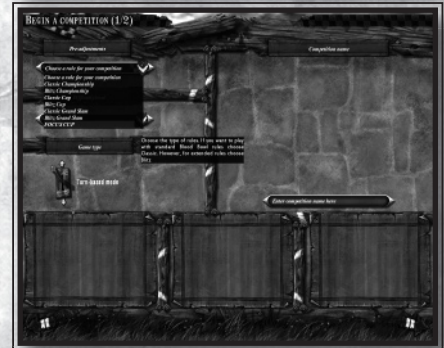 BEGIN A COMPETITION (1/2)
Pre-adjustments
Competition name
Choose a rule for your competition
Choose a rule for your competition
Classic Championship
Blitz Championship
Classic Cup
Blitz Cup
Classic Grand Slam
Blitz Grand Slam
Game type
Choose the type of rules. If you want to play
with standard Blood Bowl rules choose
Classic. However, for extended rules choose
blitz
Turn-based mode
Enter competition name here